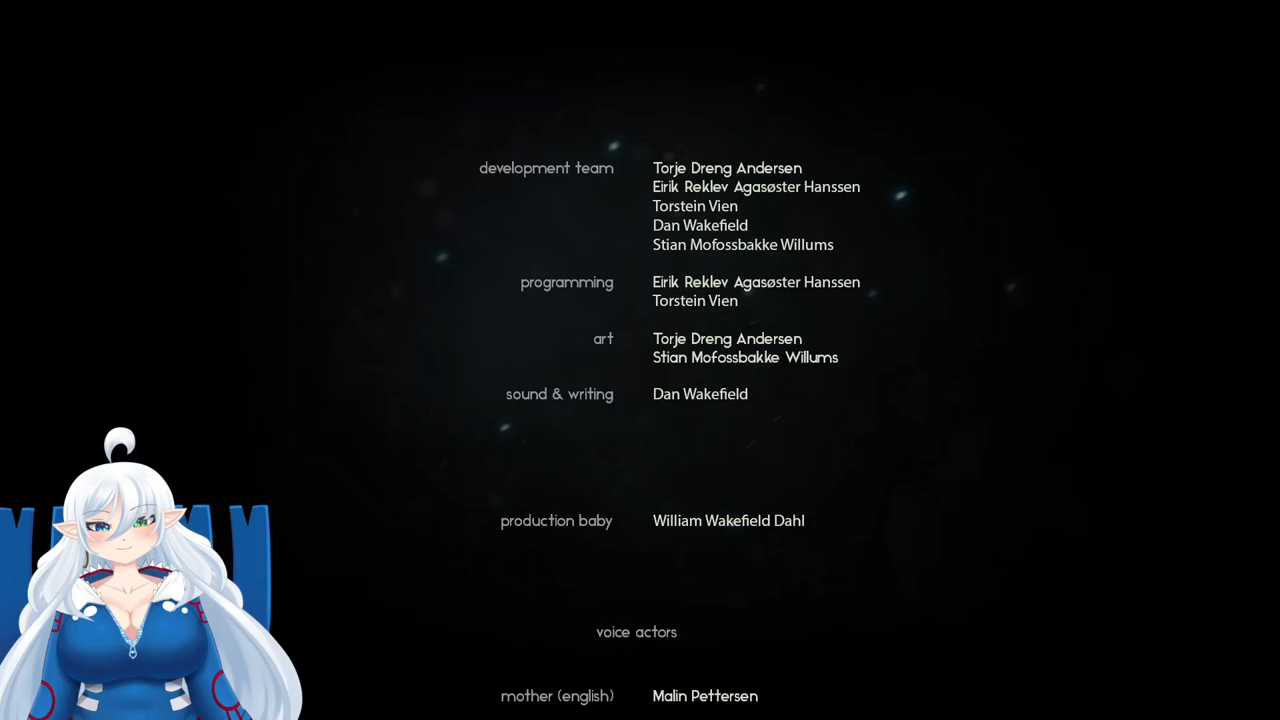 development team Torje Dreng Andersen
Eirik Reklev Agasøster Hanssen
Torstein Vien
Dan Wakefield
Stian Mofossbakke Willums
programming Eirik Reklev Agasøster Hanssen
Torstein Vien
art Torje Dreng Andersen
Stian Mofossbakke Willums
sound & writing Dan Wakefield
production baby William Wakefield Dahl
voice actors
mother (english) Malin Pettersen